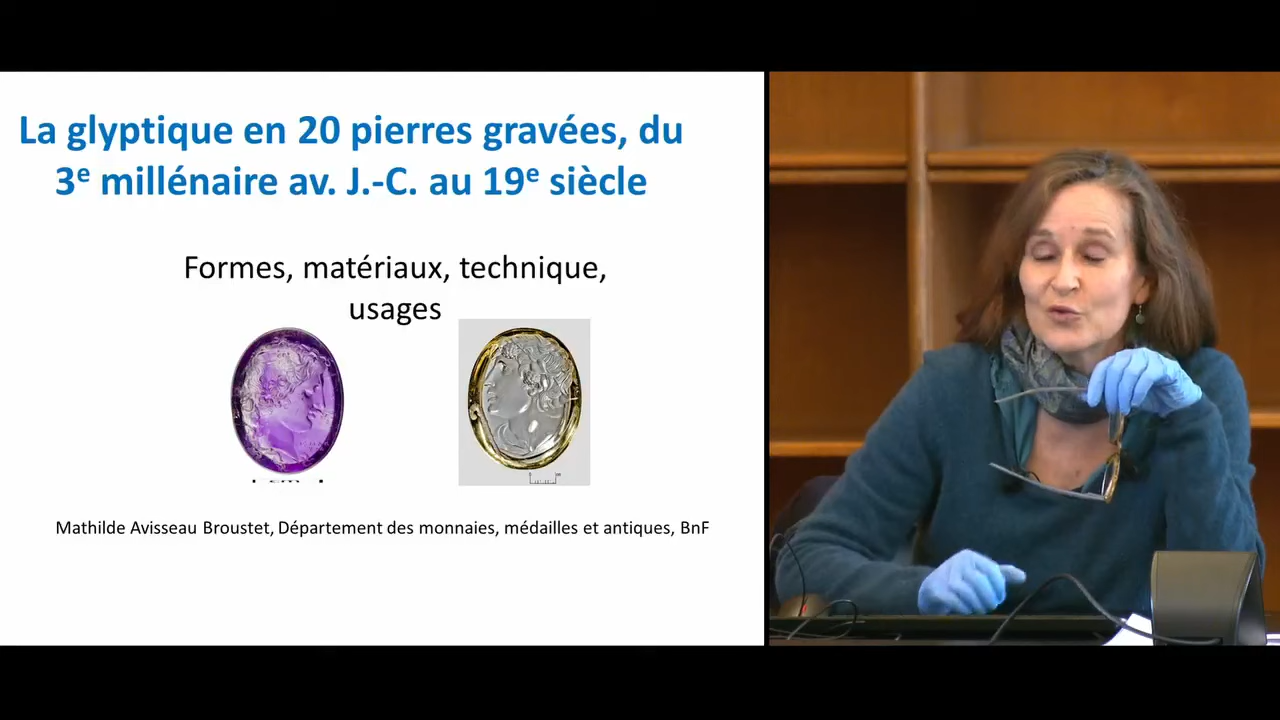 La glyptique en 20 pierres gravées, du
3e millénaire av. J.-C. au 19e siècle
Formes, matériaux, technique,
usages
Mathilde Avisseau Broustet, Département des monnaies, médailles et antiques, BnF